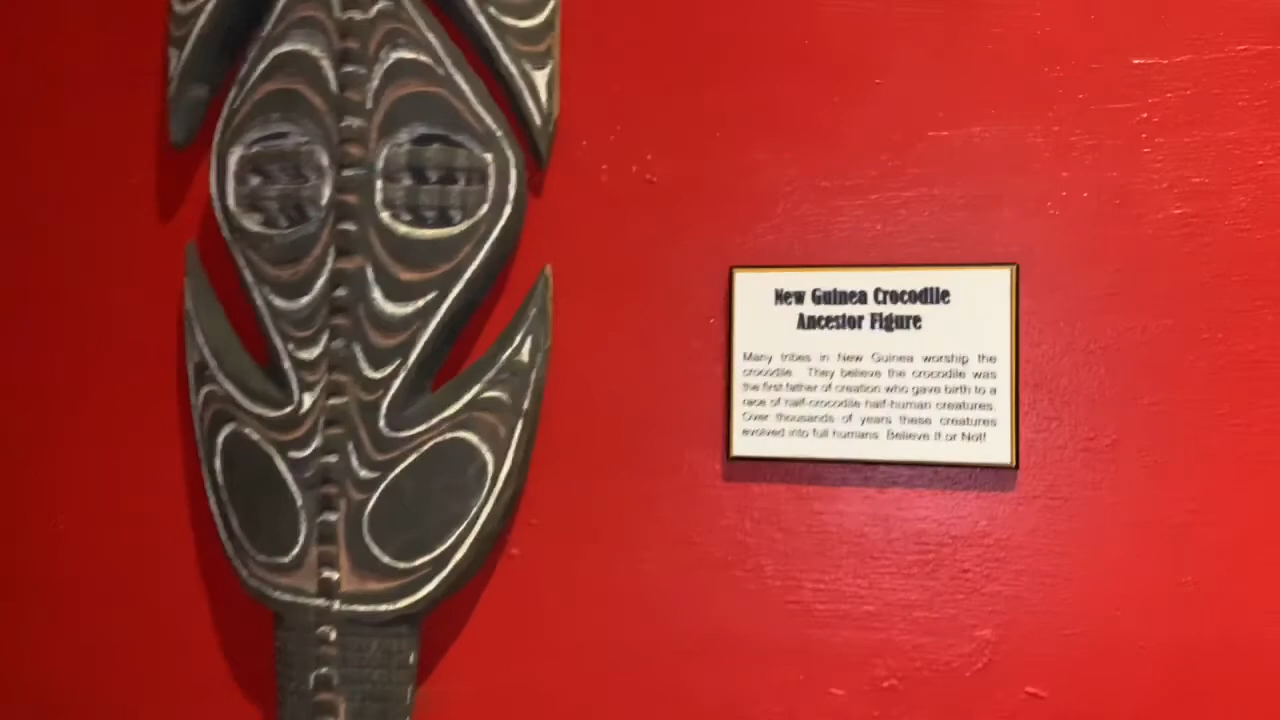 New Guinea Crocodile
Ancestor Figure
Many tribes in New Guinea worship the
crocodile. They believe the crocodile was
the first father of creation who gave birth to a
race of half-crocodile half-human creatures.
Over thousands of years these creatures
evolved into full humans. Believe It or Not!